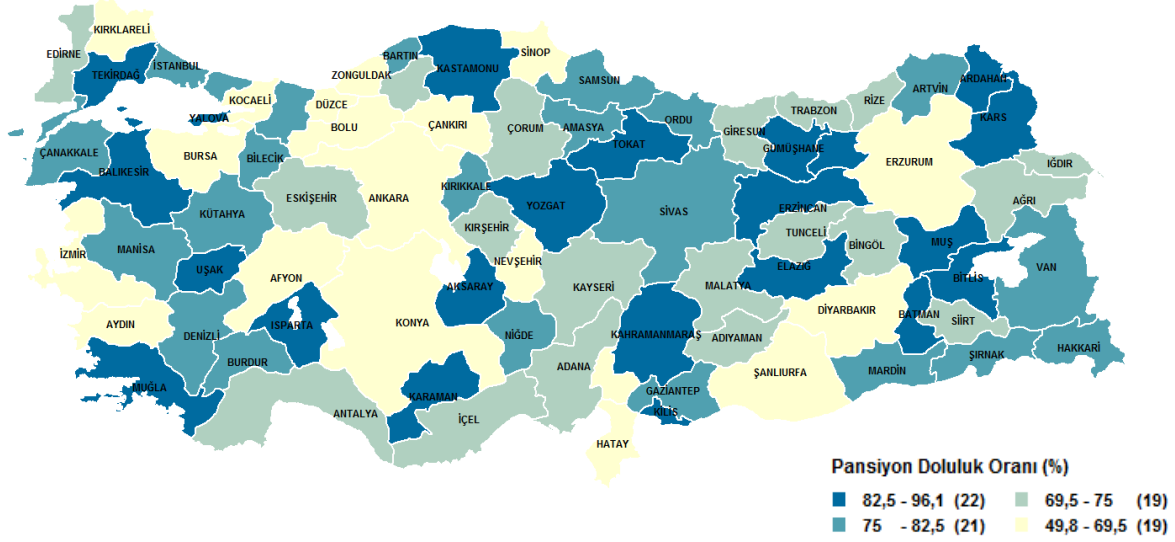 KIRKLARELİ
EDİRNE
TEKİRDAĞ
İSTANBUL
BARTIN
KASTAMONU
SİNOP
ZONGULDAK
SAMSUN
ARTVİN
ARDAHAN
KARS
RİZE
TRABZON
KOCAELİ
YALOVA
DÜZCE
BOLU
ÇANKIRI
ÇORUM
AMASYA
ORDU
GİRESUN
GÜMÜŞHANE
TOKAT
ERZURUM
IĞDIR
AĞRI
ÇANAKKALE
BALIKESİR
BURSA
BİLECİK
ESKİŞEHİR
ANKARA
KIRIKKALE
YOZGAT
SİVAS
ERZİNCAN
TUNCELİ
BİNGÖL
MUŞ
KÜTAHYA
KIRŞEHİR
İZMİR
MANİSA
UŞAK
AFYON
NEVŞEHİR
AKSARAY
KAYSERİ
MALATYA
ELAZIĞ
BİTLİS
VAN
DİYARBAKIR
BATMAN
SİİRT
AYDIN
DENİZLİ
ISPARTA
KONYA
NİĞDE
KAHRAMANMARAŞ
ADIYAMAN
ŞIRNAK
HAKKARİ
BURDUR
ADANA
MARDİN
ŞANLIURFA
MUĞLA
KARAMAN
GAZİANTEP
KİLİS
ANTALYA
İÇEL
HATAY
Pansiyon Doluluk Oranı (%)
82,5 - 96,1 (22)
69,5 - 75 (19)
75 - 82,5 (21)
49,8 - 69,5 (19)